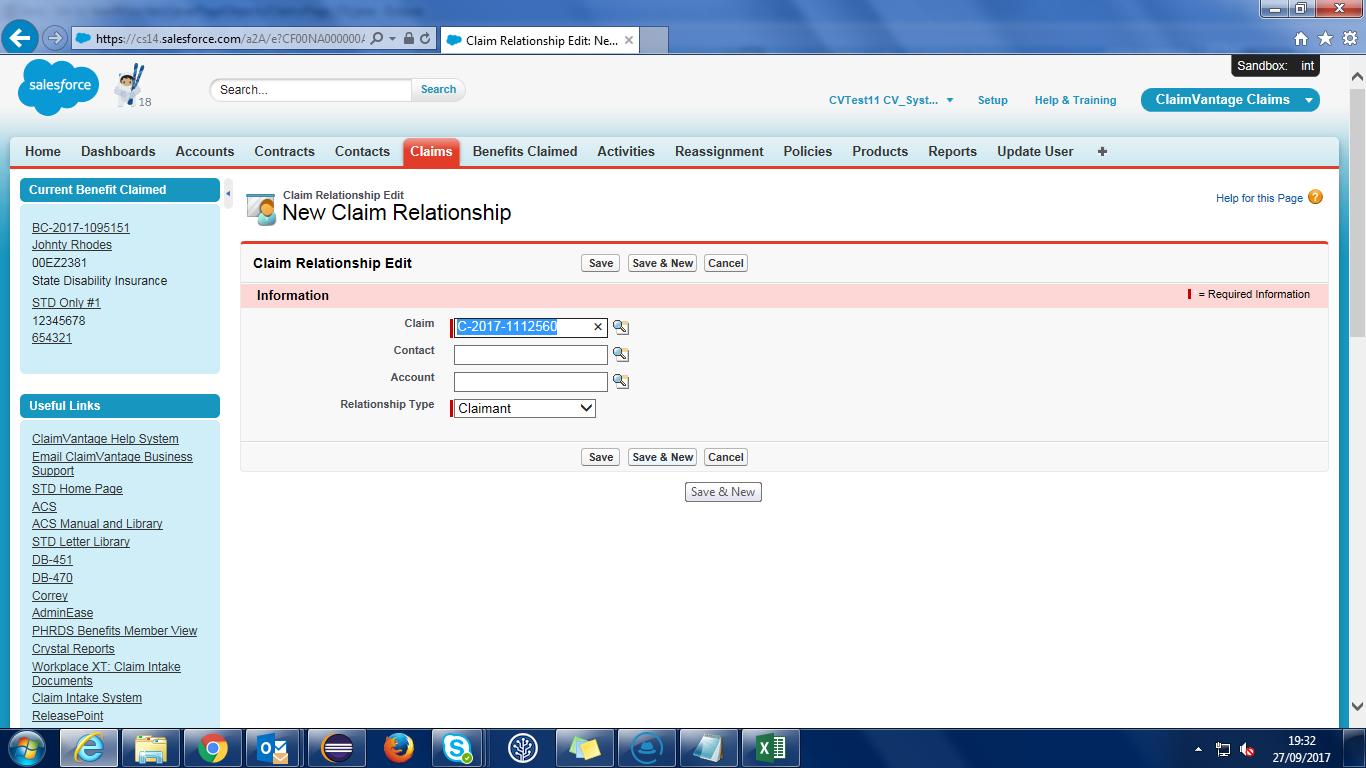 https://cs14.salesforce.com/a2A/e?CF00NA000000A
Claim Relationship Edit: Ne...
Sandbox: int
salesforce
18
Search...
Search
CVTest11 CV_Syst...
Setup
Help & Training
ClaimVantage Claims
Home
Dashboards
Accounts
Contracts
Contacts
Claims
Benefits Claimed
Activities
Reassignment
Policies
Products
Reports
Update User
Current Benefit Claimed
BC-2017-1095151
Johnty Rhodes
00EZ2381
State Disability Insurance
STD Only #1
12345678
654321
Useful Links
ClaimVantage Help System
Email ClaimVantage Business
Support
STD Home Page
ACS
ACS Manual and Library
STD Letter Library
DB-451
DB-470
Correy
AdminEase
PHRDS Benefits Member View
Crystal Reports
Workplace XT: Claim Intake
Documents
Claim Intake System
ReleasePoint
Claim Relationship Edit
New Claim Relationship
Help for this Page
Claim Relationship Edit
Save
Save & New
Cancel
Information
= Required Information
Claim
C-2017-1112560
Contact
Account
Relationship Type
Claimant
Save
Save & New
Cancel
Save & New
19:32
27/09/2017